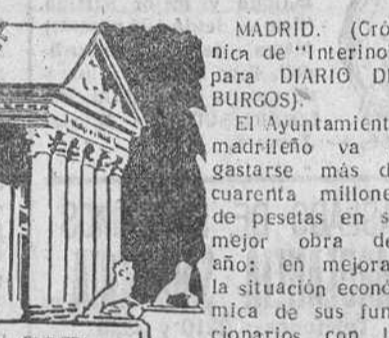 MADRID. (Cró
nica de "Interino"
para DIARIO DE
BURGOS).
El Ayuntamient
madrileño va
gastarse más d
cuarenta millone
de pesetas en s
mejor obra de
año: en mejora
la situación econó
mica de sus fun
cionarios con l